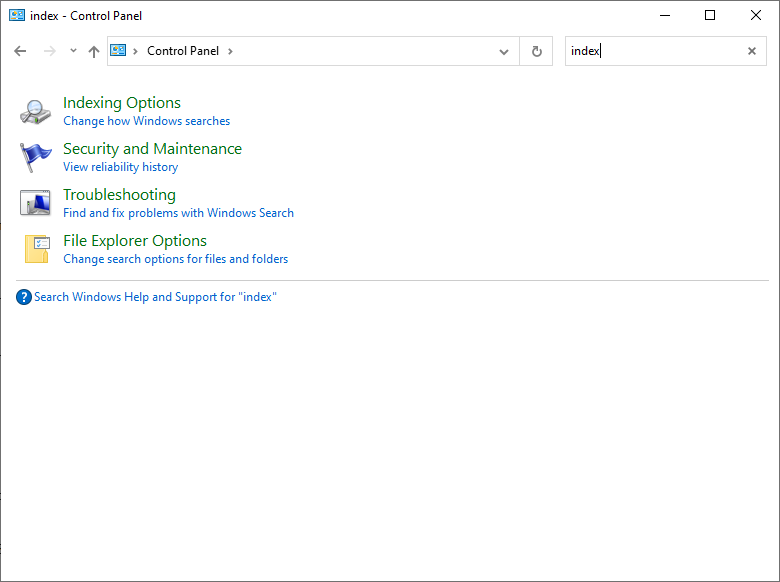 index - Control Panel
Control Panel
index
Indexing Options
Change how Windows searches
Security and Maintenance
View reliability history
Troubleshooting
Find and fix problems with Windows Search
File Explorer Options
Change search options for files and folders
? Search Windows Help and Support for "index"